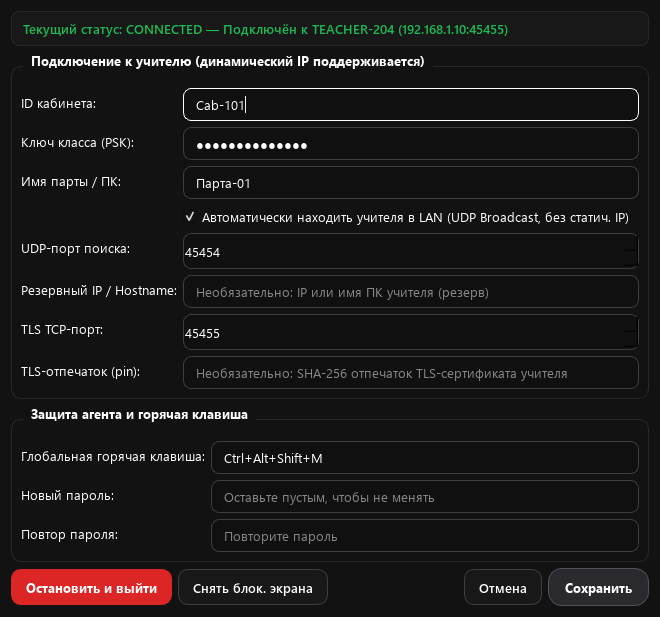 Текущий статус: CONNECTED — Подключён к TEACHER-204 (192.168.1.10:45455)
Подключение к учителю (динамический IP поддерживается)
ID кабинета: Cab-101
Ключ класса (PSK): ●●●●●●●●●●●●●●
Имя парты / ПК: Парта-01
✓ Автоматически находить учителя в LAN (UDP Broadcast, без статич. IP)
UDP-порт поиска: 45454
Резервный IP / Hostname: Необязательно: IP или имя ПК учителя (резерв)
TLS TCP-порт: 45455
TLS-отпечаток (pin): Необязательно: SHA-256 отпечаток TLS-сертификата учителя
Защита агента и горячая клавиша
Глобальная горячая клавиша: Ctrl+Alt+Shift+M
Новый пароль: Оставьте пустым, чтобы не менять
Повтор пароля: Повторите пароль
Остановить и выйти Снять блок. экрана Отмена Сохранить